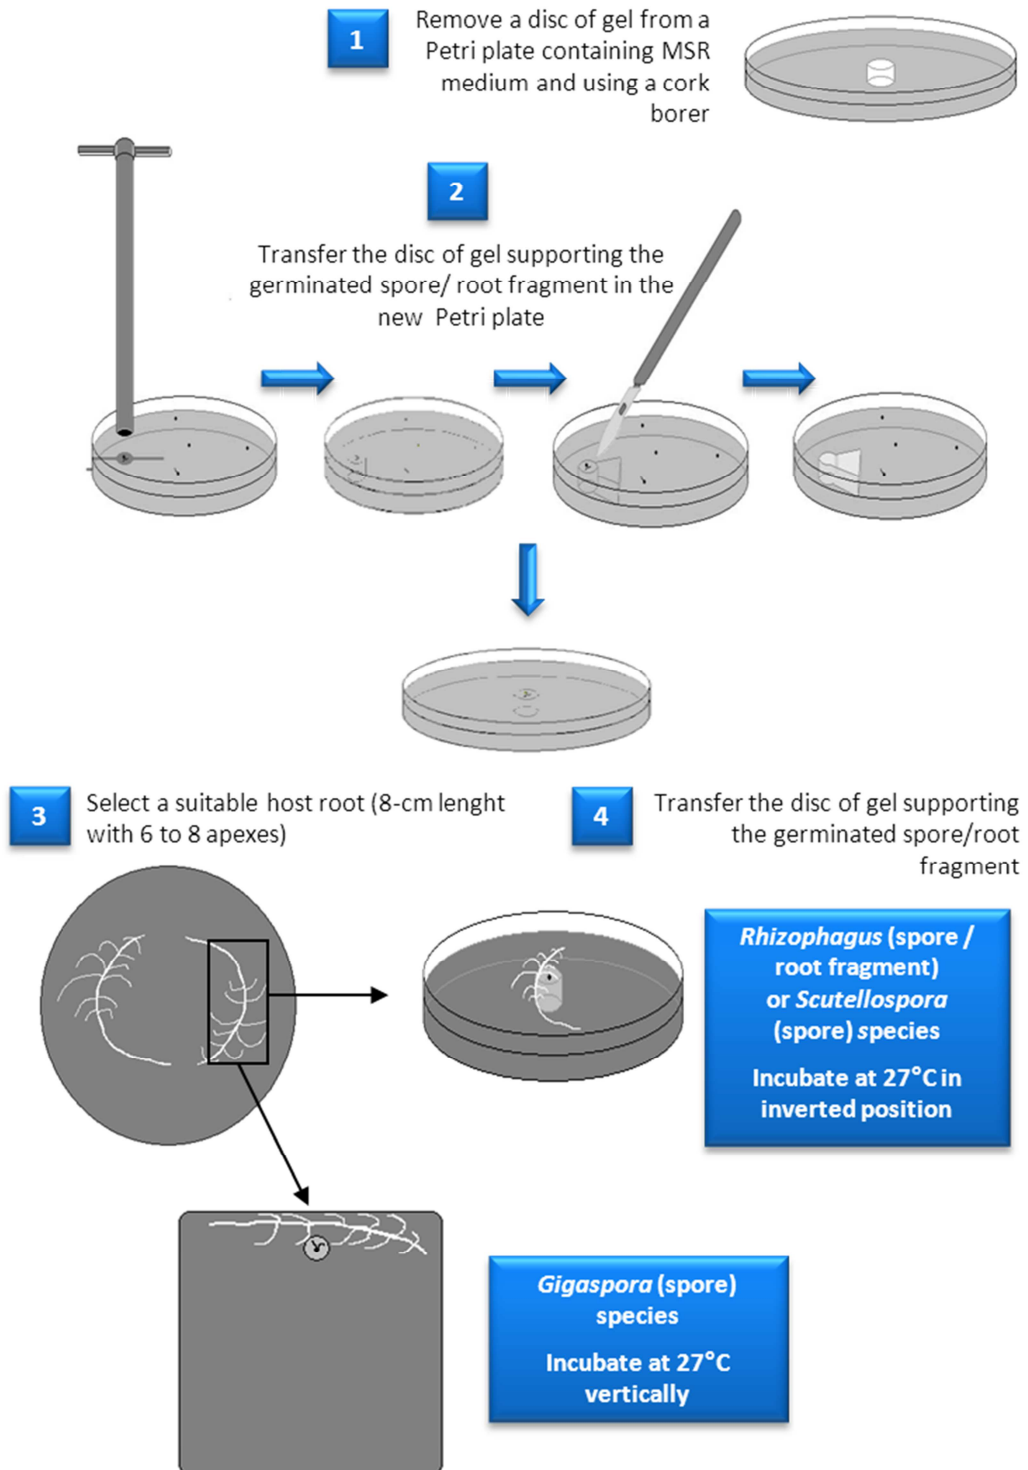 1
Remove a disc of gel from a
Petri plate containing MSR
medium and using a cork
borer
2
Transfer the disc of gel supporting the
germinated spore/ root fragment in the
new Petri plate
3
Select a suitable host root (8-cm lenght
with 6 to 8 apexes)
4
Transfer the disc of gel supporting
the germinated spore/root
fragment
Rhizophagus (spore /
root fragment)
or Scutellospora
(spore) species
Incubate at 27°C in
inverted position
Gigaspora (spore)
species
Incubate at 27°C
vertically